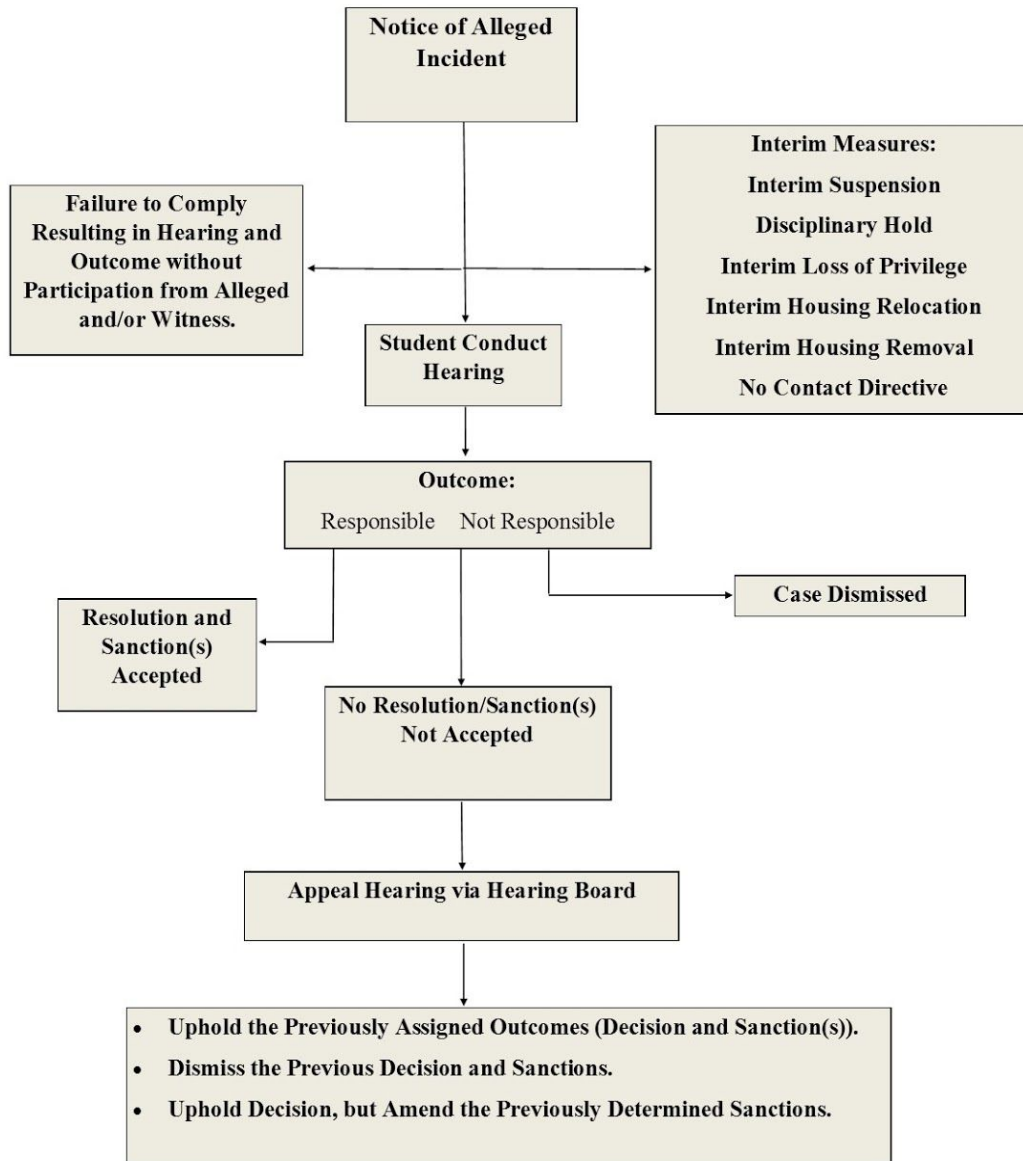 Notice of Alleged
Incident
Interim Measures:
Interim Suspension
Disciplinary Hold
Interim Loss of Privilege
Interim Housing Relocation
Interim Housing Removal
No Contact Directive
Failure to Comply
Resulting in Hearing and
Outcome without
Participation from Alleged
and/or Witness.
Student Conduct
Hearing
Outcome:
Responsible Not Responsible
Case Dismissed
Resolution and
Sanction(s)
Accepted
No Resolution/Sanction(s)
Not Accepted
Appeal Hearing via Hearing Board
• Uphold the Previously Assigned Outcomes (Decision and Sanction(s)).
• Dismiss the Previous Decision and Sanctions.
• Uphold Decision, but Amend the Previously Determined Sanctions.